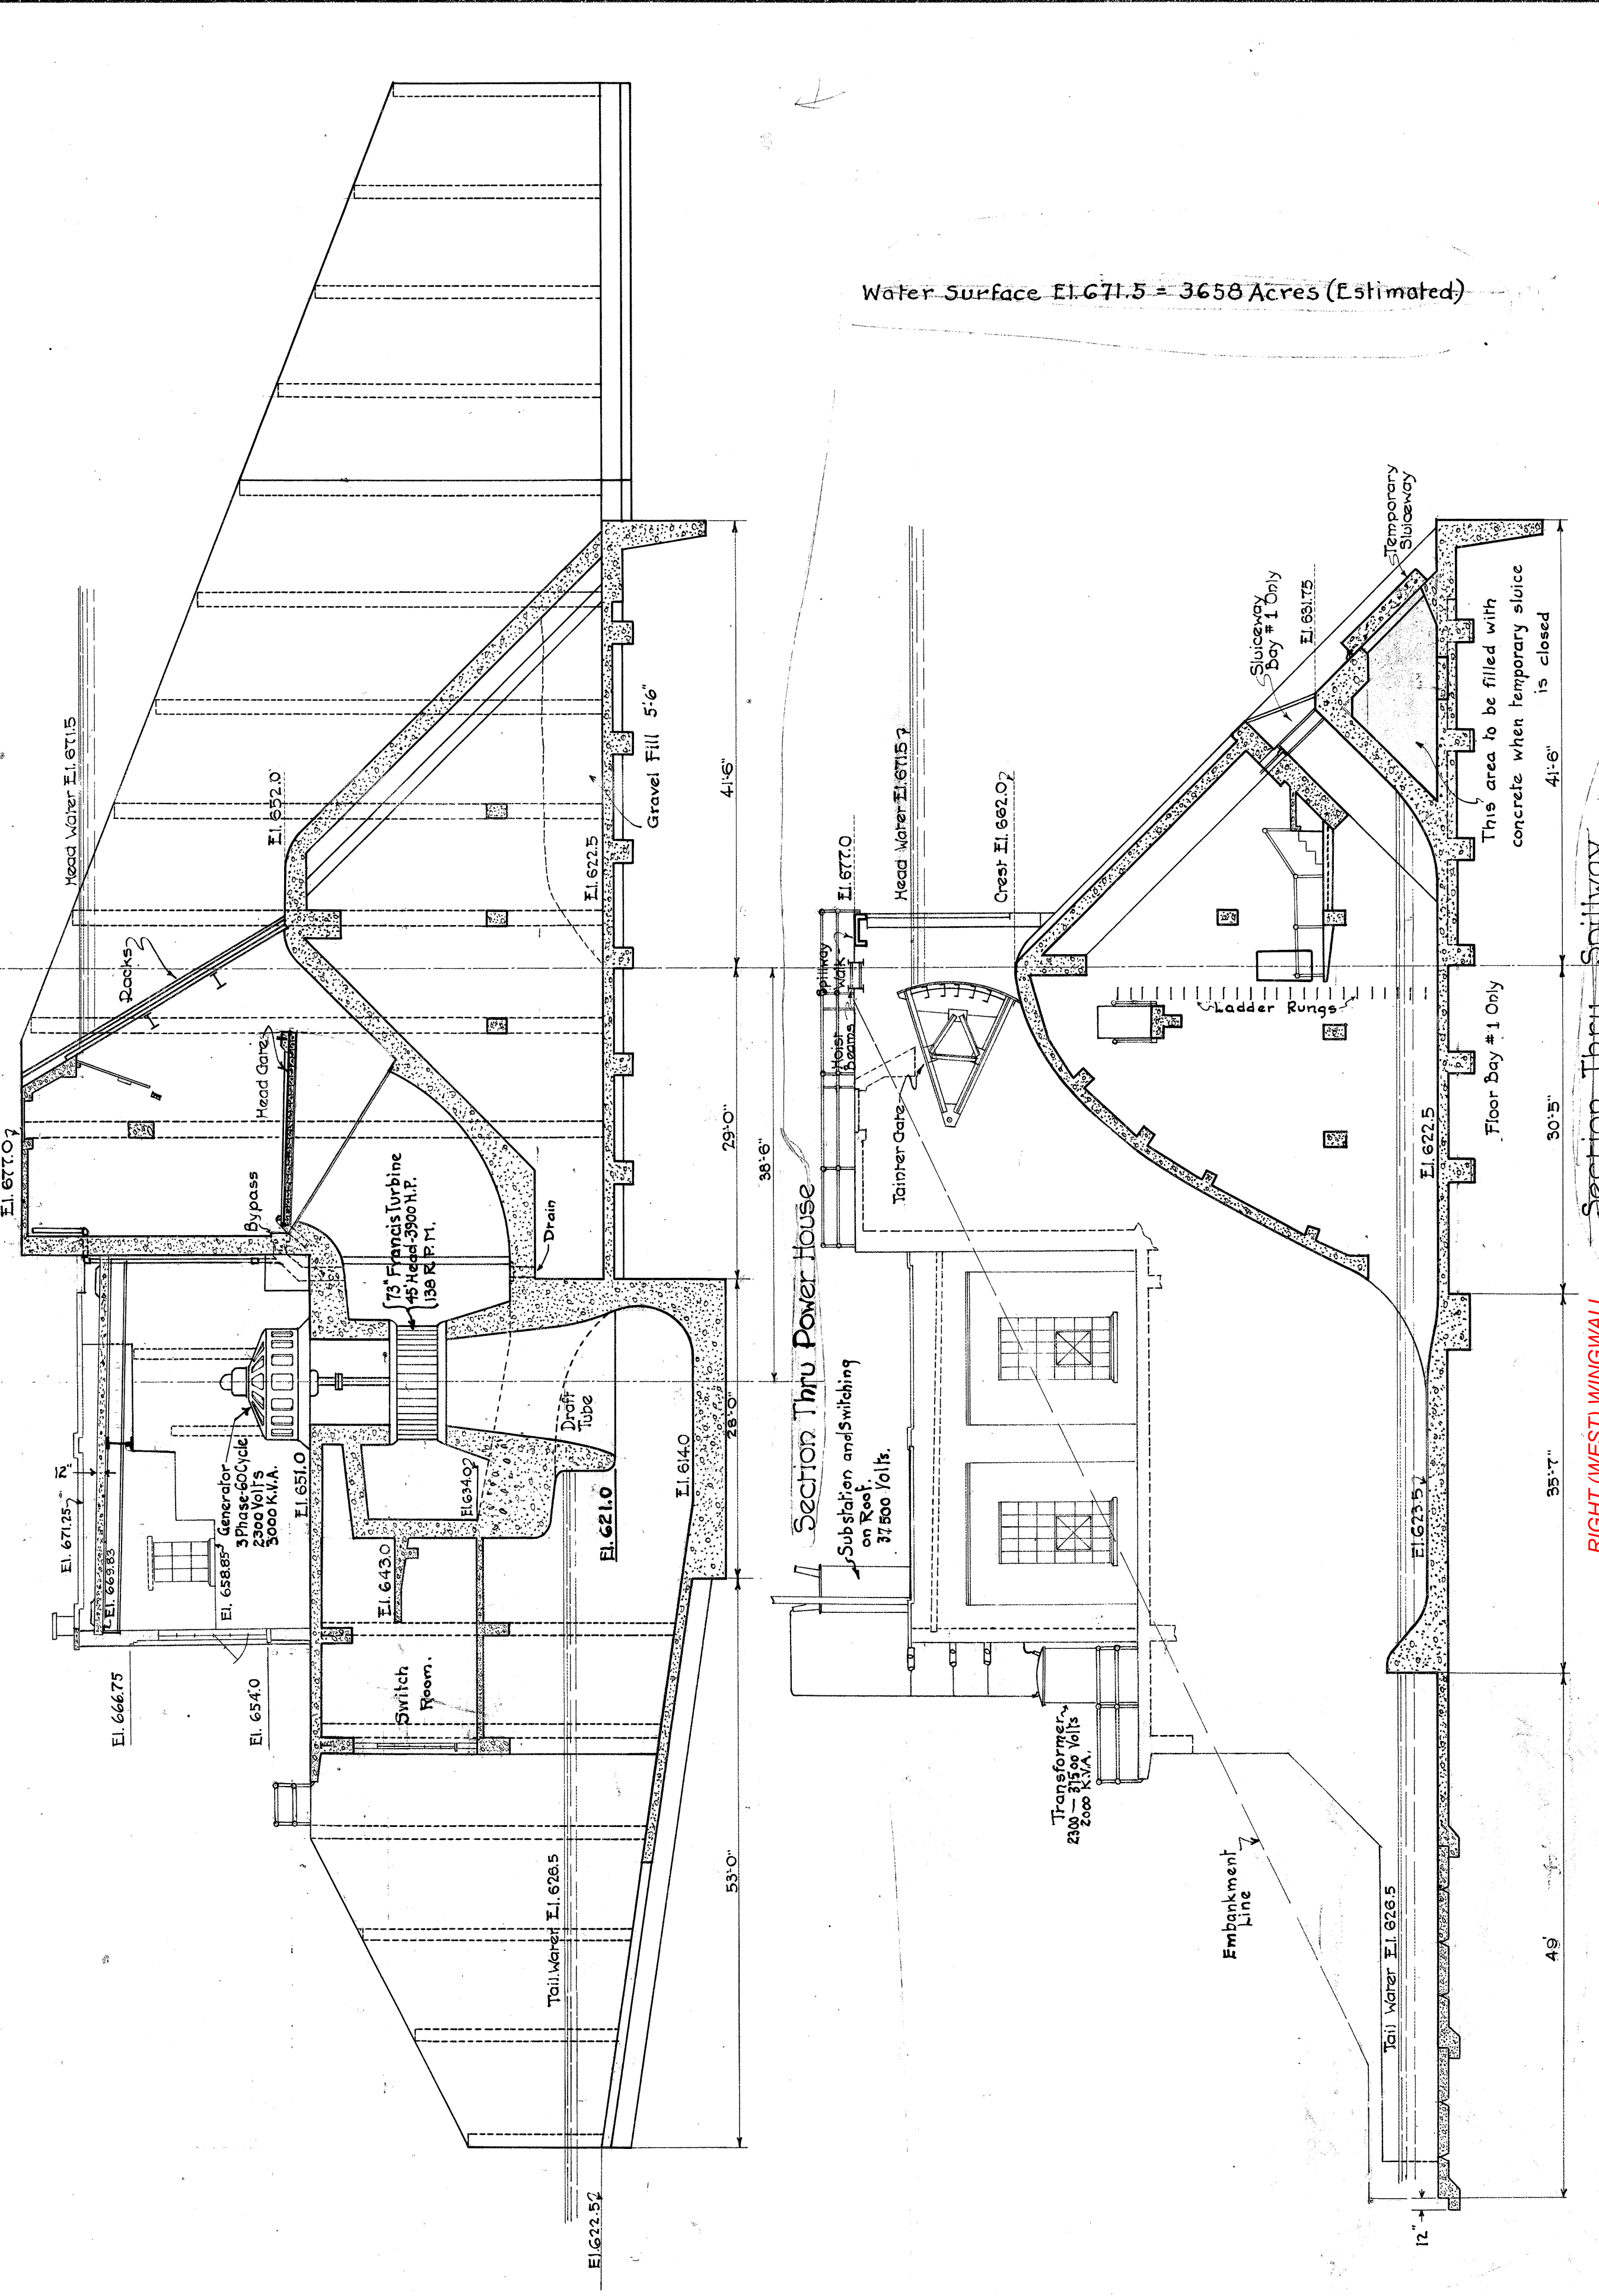 Water Surface El. 671.5 = 3658 Acres (Estimated)
Head Water El. 671.5
El. 677.0
Racks
El. 652.0
Head Gate
Bypass
Gravel Fill 5'-6"
El. 622.5
41'-6"
29'-0"
38'-6"
Drain
73" Francis Turbine
45' Head-3900 H.P.
138 R.P.M.
Generator
3 Phase-60 Cycle
2300 Volts
3000 K.V.A.
El. 658.85
El. 651.0
12"
El. 671.25
El. 669.83
El. 666.75
El. 654.0
El. 643.0
El. 634.0
Draft
Tube
El. 621.0
El. 614.0
28'-0"
Switch
Room.
Tail Water El. 626.5
53'-0"
El. 622.5
Section Thru Power House
El. 677.0
Head Water El. 671.5
Crest El. 662.0
Spillway
Walk
Hoist
Beams
Tainter Gate
Sluiceway
Bay #1 Only
El. 631.75
Temporary
Sluiceway
This area to be filled with
concrete when temporary sluice
is closed
41'-6"
Ladder Rungs
Floor Bay #1 Only
El. 622.5
30'-5"
Substation and switching
on Roof.
37500 Volts.
El. 623.5
35'-7"
Transformer
2300 — 37500 Volts
2000 K.V.A.
Embankment
Line
Tail Water El. 626.5
49'
12"
Section Thru Spillway
RIGHT (WEST) WINGWALL